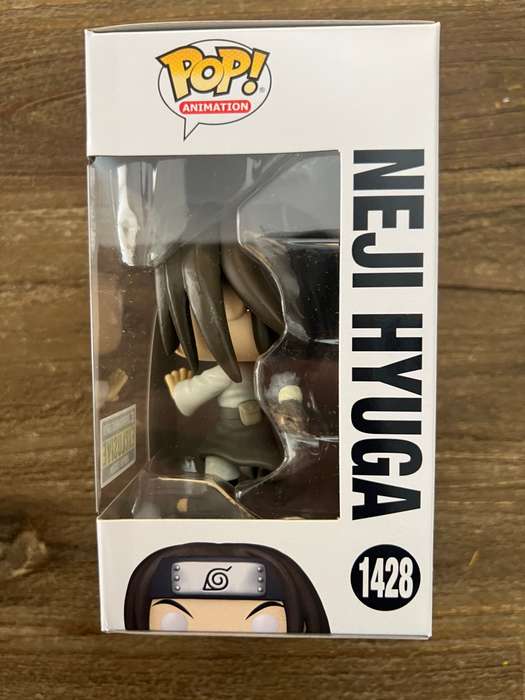 POP!
ANIMATION
NEJI HYUGA
1428